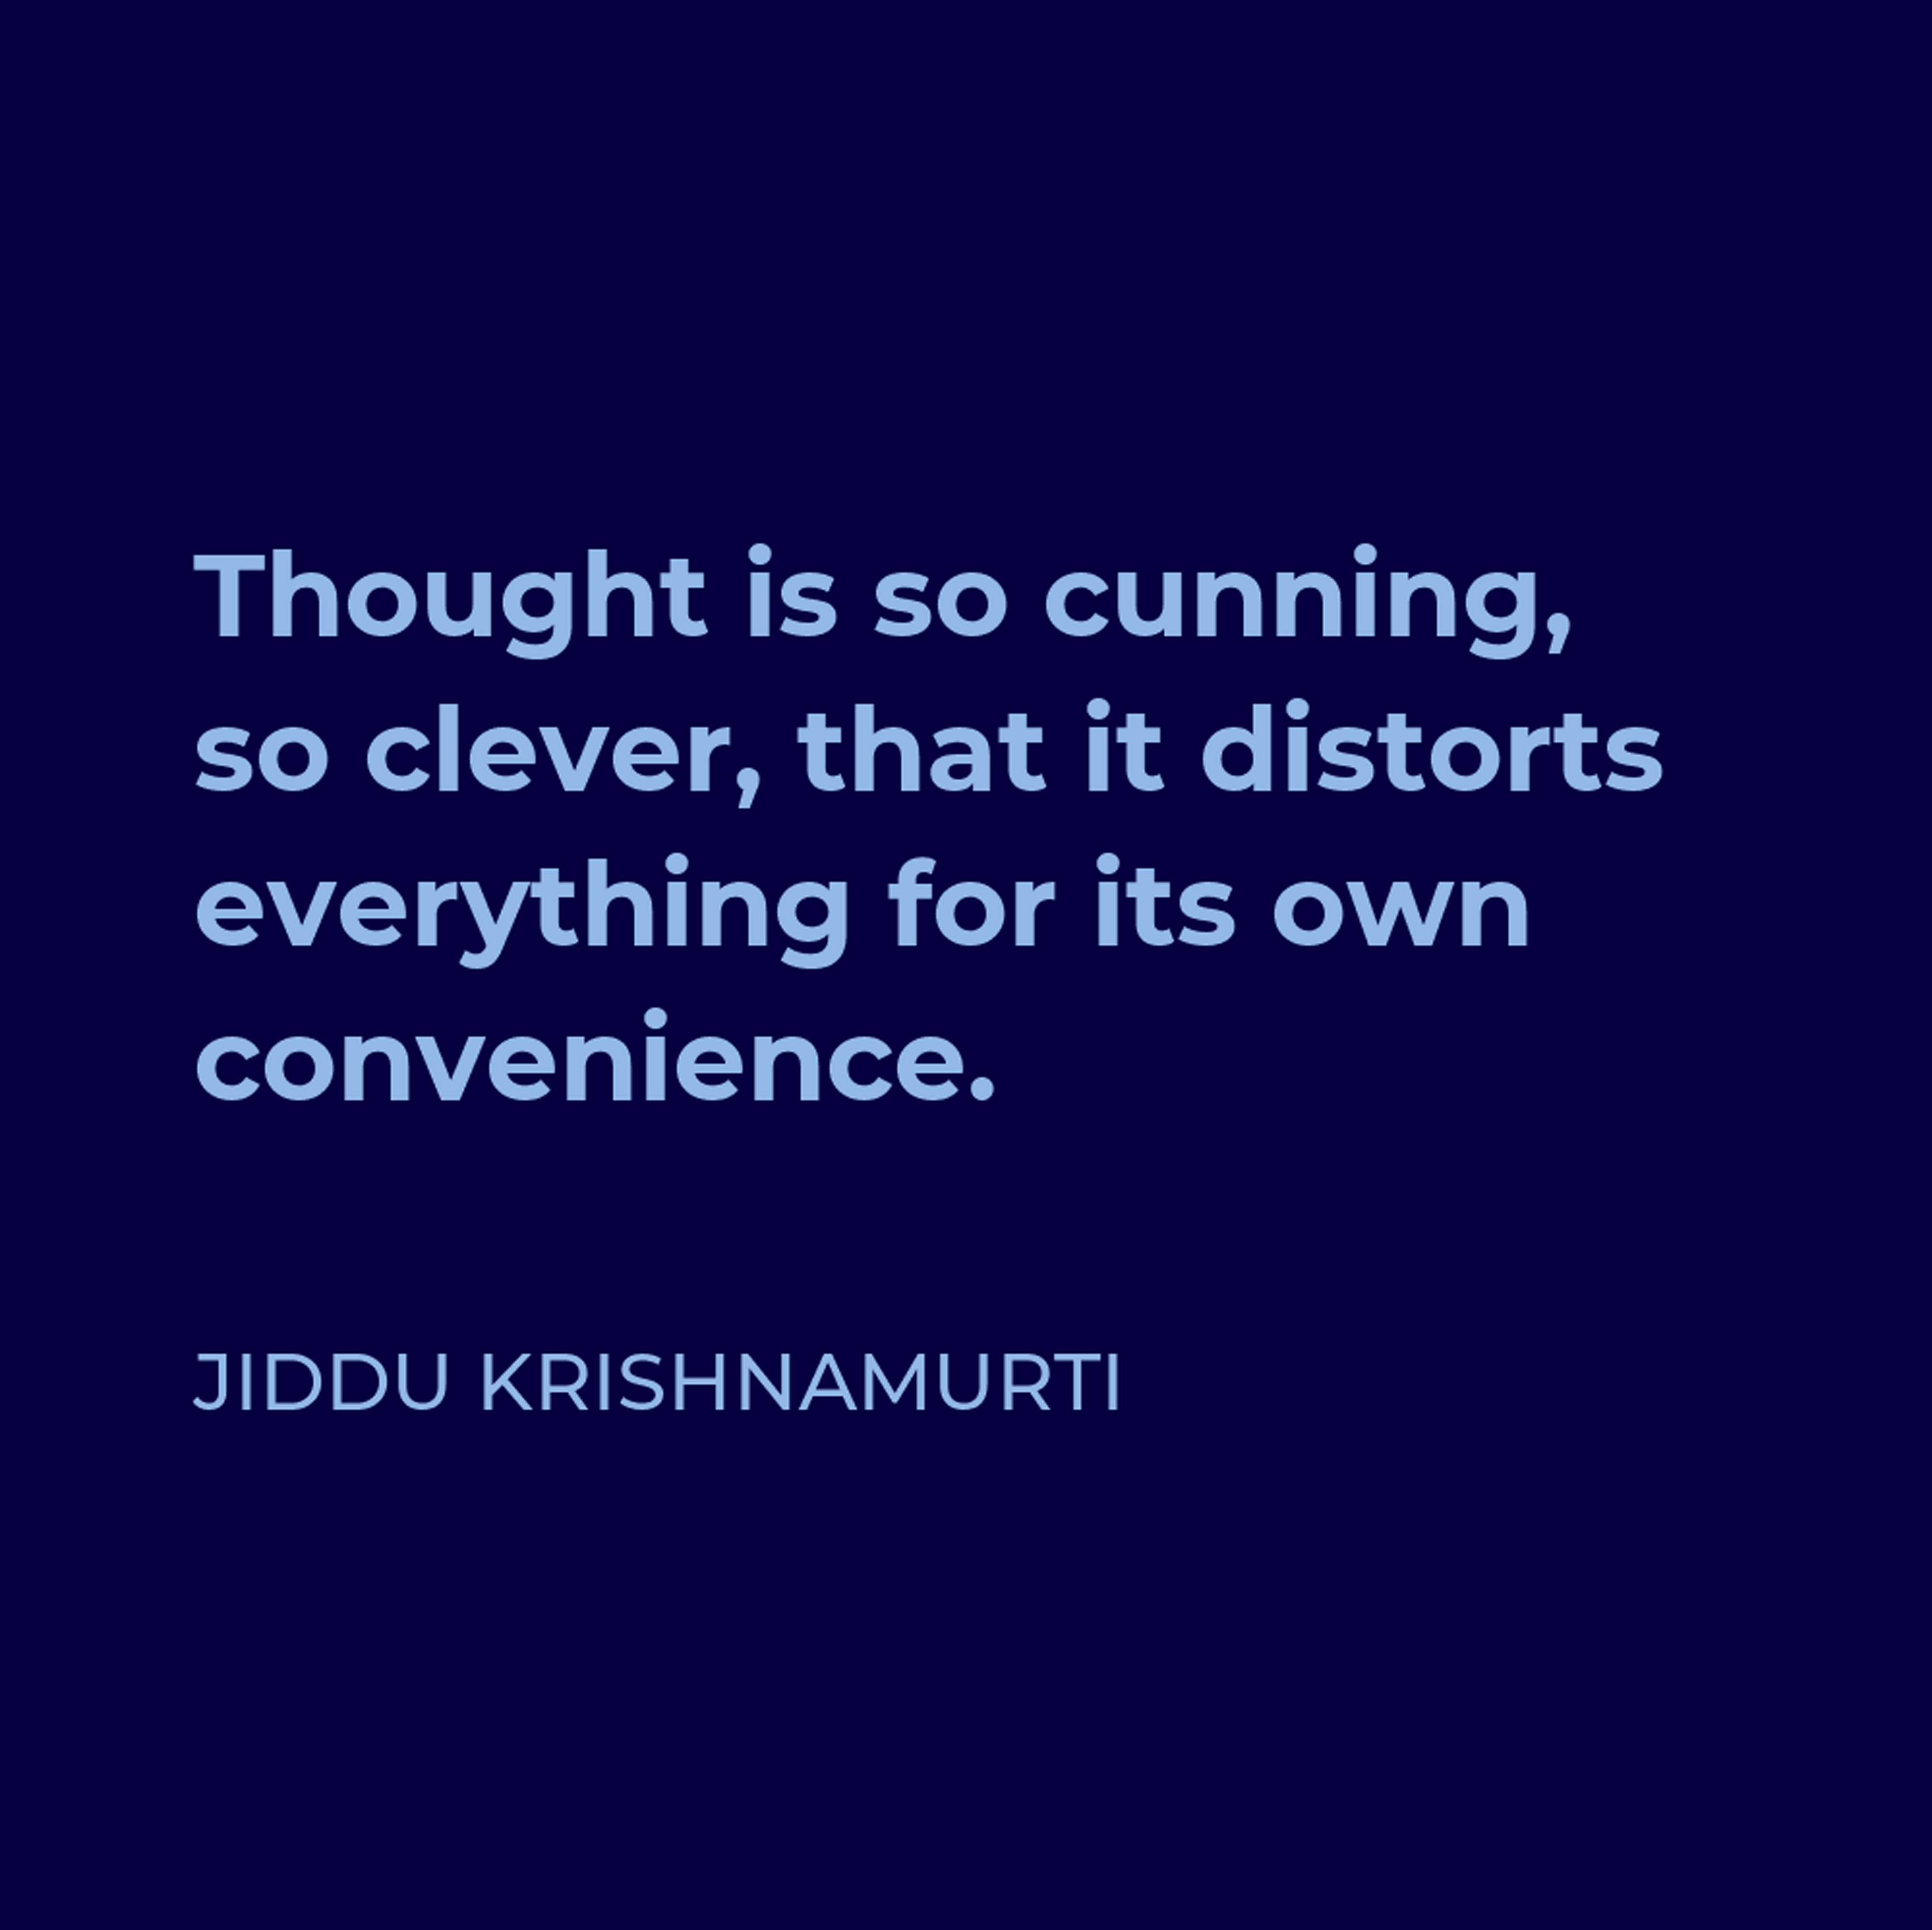 Thought is so cunning,
so clever, that it distorts
everything for its own
convenience.
JIDDU KRISHNAMURTI